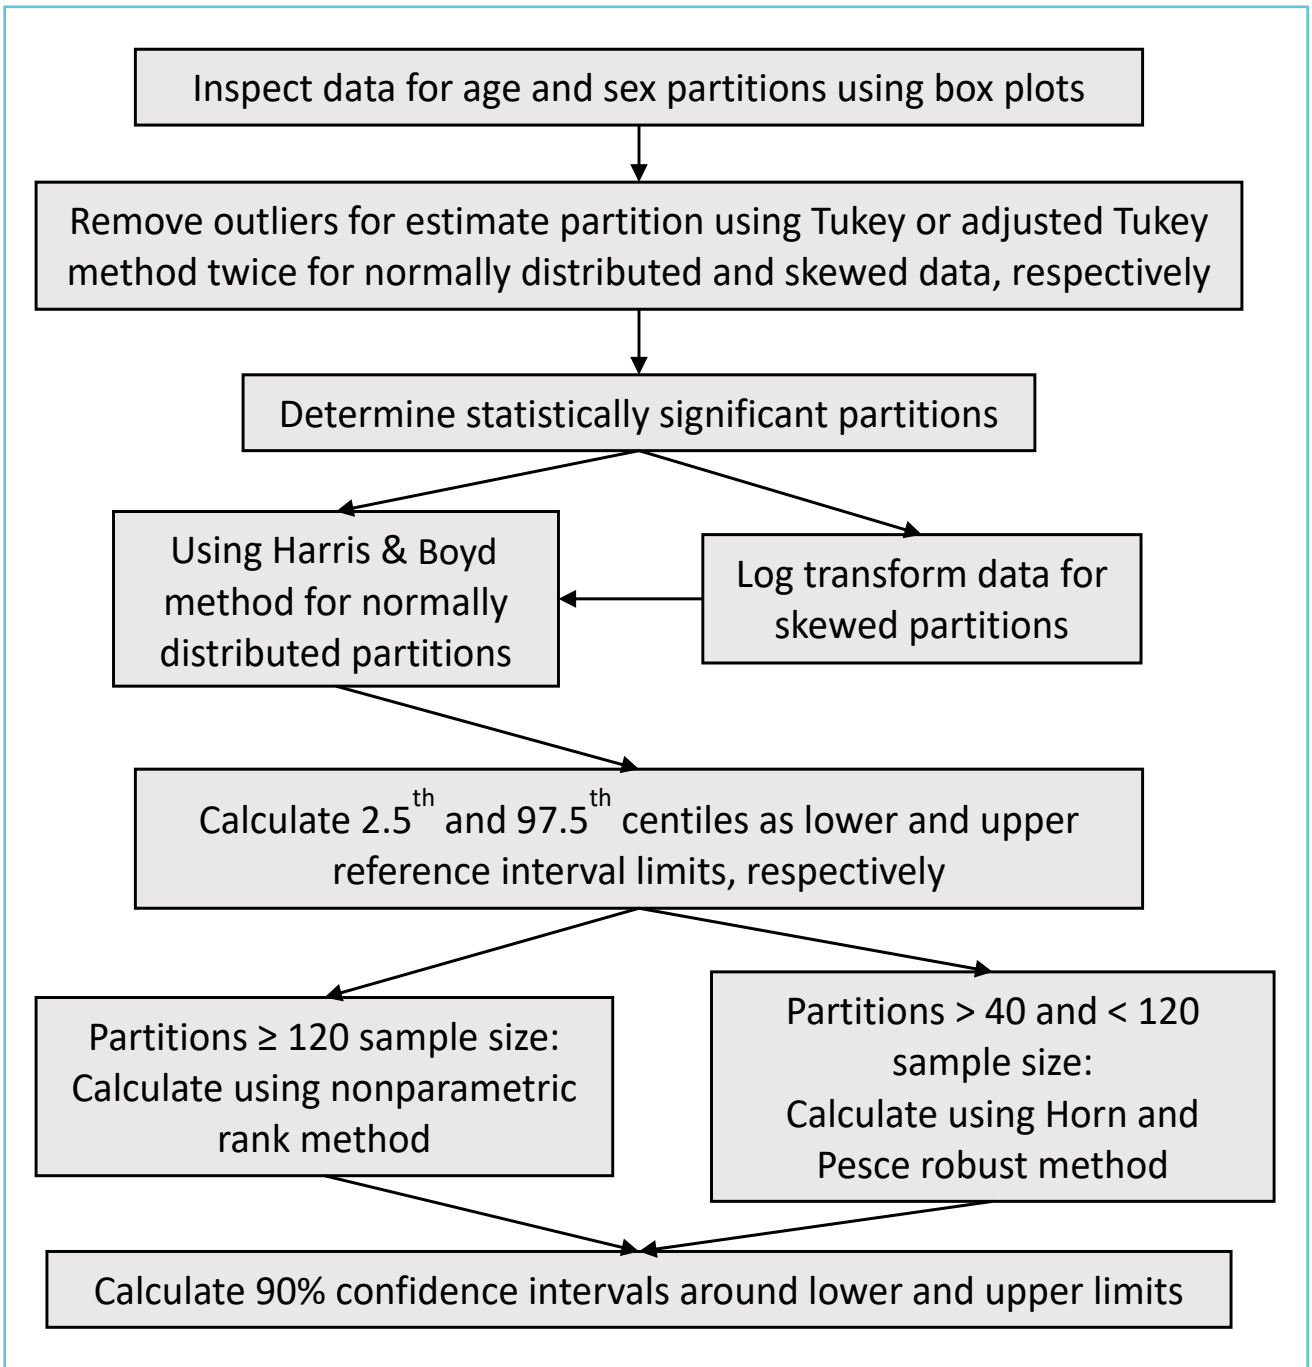 Inspect data for age and sex partitions using box plots
Remove outliers for estimate partition using Tukey or adjusted Tukey
method twice for normally distributed and skewed data, respectively
Determine statistically significant partitions
Using Harris & Boyd
method for normally
distributed partitions
Log transform data for
skewed partitions
Calculate 2.5th and 97.5th centiles as lower and upper
reference interval limits, respectively
Partitions ≥ 120 sample size:
Calculate using nonparametric
rank method
Partitions > 40 and < 120
sample size:
Calculate using Horn and
Pesce robust method
Calculate 90% confidence intervals around lower and upper limits